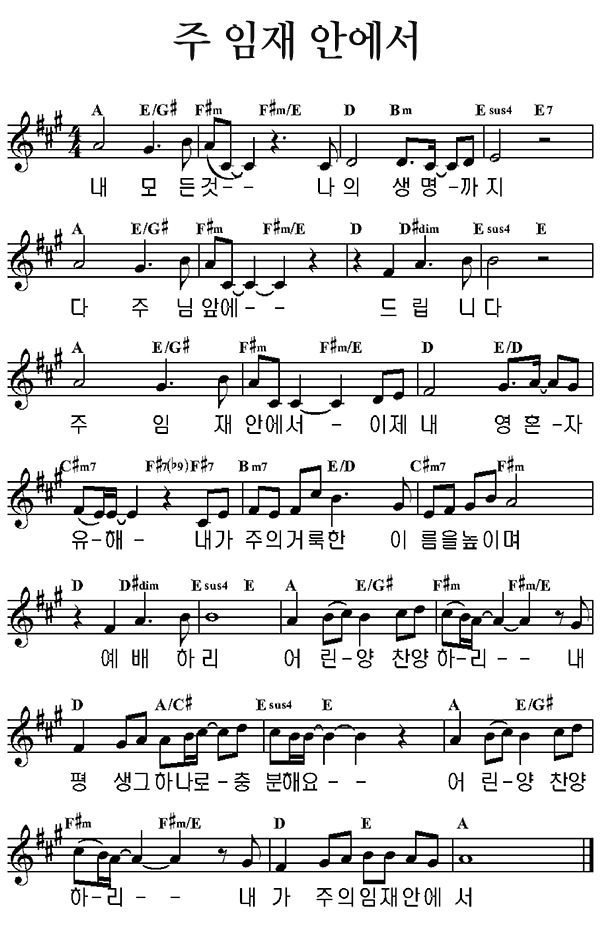 주 임재 안에서
A E/G# F#m F#m/E D Bm Esus4 E7
내 모 든것-- 나의 생명-까지
A E/G# F#m F#m/E D D#dim Esus4 E
다 주 님앞에-- 드립 니다
A E/G# F#m F#m/E D E/D
주 임 재 안에서- 이제 내 영혼-자
C#m7 F#7(b9) F#7 Bm7 E/D C#m7 F#m
유-해- 내가 주의거룩한 이 름을높이며
D D#dim Esus4 E A E/G# F#m F#m/E
예 배 하 리 어 린-양 찬양 하-리-- 내
D A/C# Esus4 E A E/G#
평 생그 하나로-충 분해요-- 어 린-양 찬양
F#m F#m/E D E A
하-리-- 내 가 주의임재안에 서